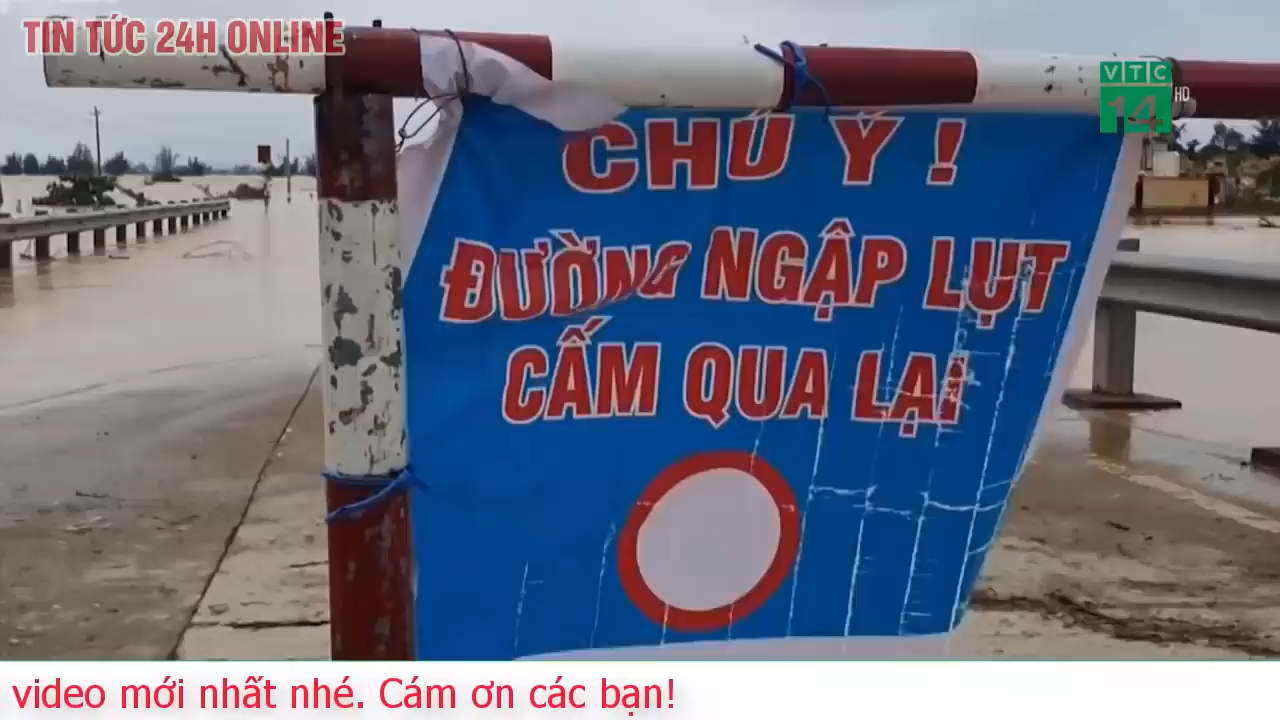 TIN TỨC 24H ONLINE
VTC
14
HD
CHÚ Ý !
ĐƯỜNG NGẬP LỤT
CẤM QUA LẠI
video mới nhất nhé. Cám ơn các bạn!